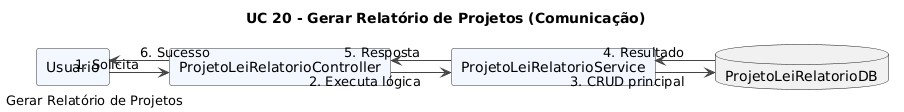 UC 20 - Gerar Relatório de Projetos (Comunicação)
6. Sucesso
5. Resposta
4. Resultado
Usuário
1. Solicita
ProjetoLeiRelatorioController
ProjetoLeiRelatorioService
ProjetoLeiRelatorioDB
2. Executa lógica
3. CRUD principal
Gerar Relatório de Projetos